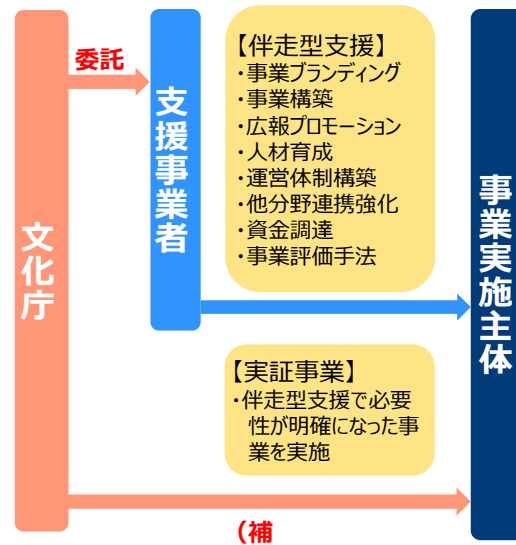 委託
文化庁
支援事業者
【伴走型支援】
・事業ブランディング
・事業構築
・広報プロモーション
・人材育成
・運営体制構築
・他分野連携強化
・資金調達
・事業評価手法
事業実施主体
【実証事業】
・伴走型支援で必要
性が明確になった事
業を実施
（補